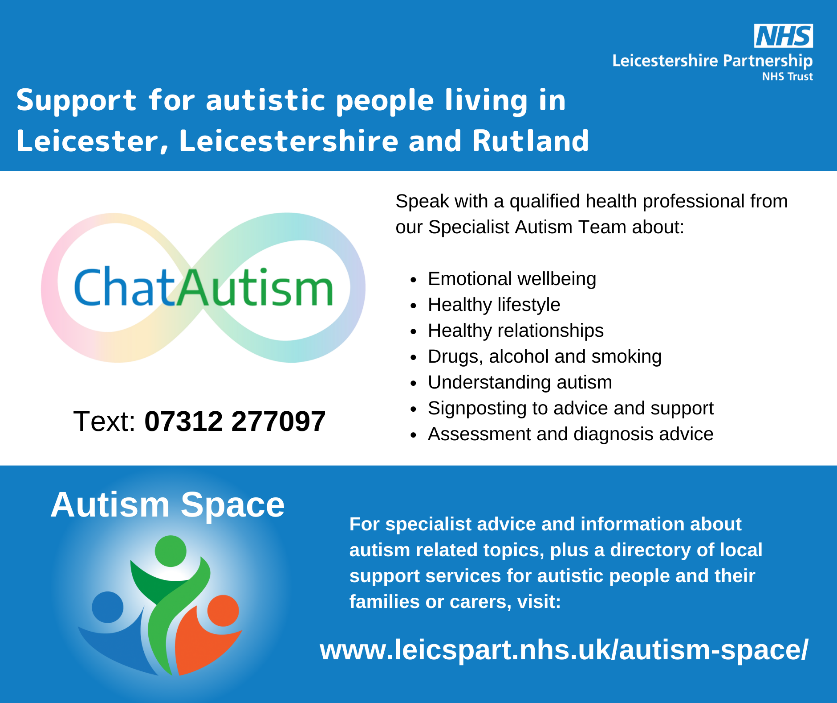 NHS
Leicestershire Partnership
NHS Trust
Support for autistic people living in
Leicester, Leicestershire and Rutland
ChatAutism
Text: 07312 277097
Speak with a qualified health professional from
our Specialist Autism Team about:
• Emotional wellbeing
• Healthy lifestyle
• Healthy relationships
• Drugs, alcohol and smoking
• Understanding autism
• Signposting to advice and support
• Assessment and diagnosis advice
Autism Space
For specialist advice and information about
autism related topics, plus a directory of local
support services for autistic people and their
families or carers, visit:
www.leicspart.nhs.uk/autism-space/